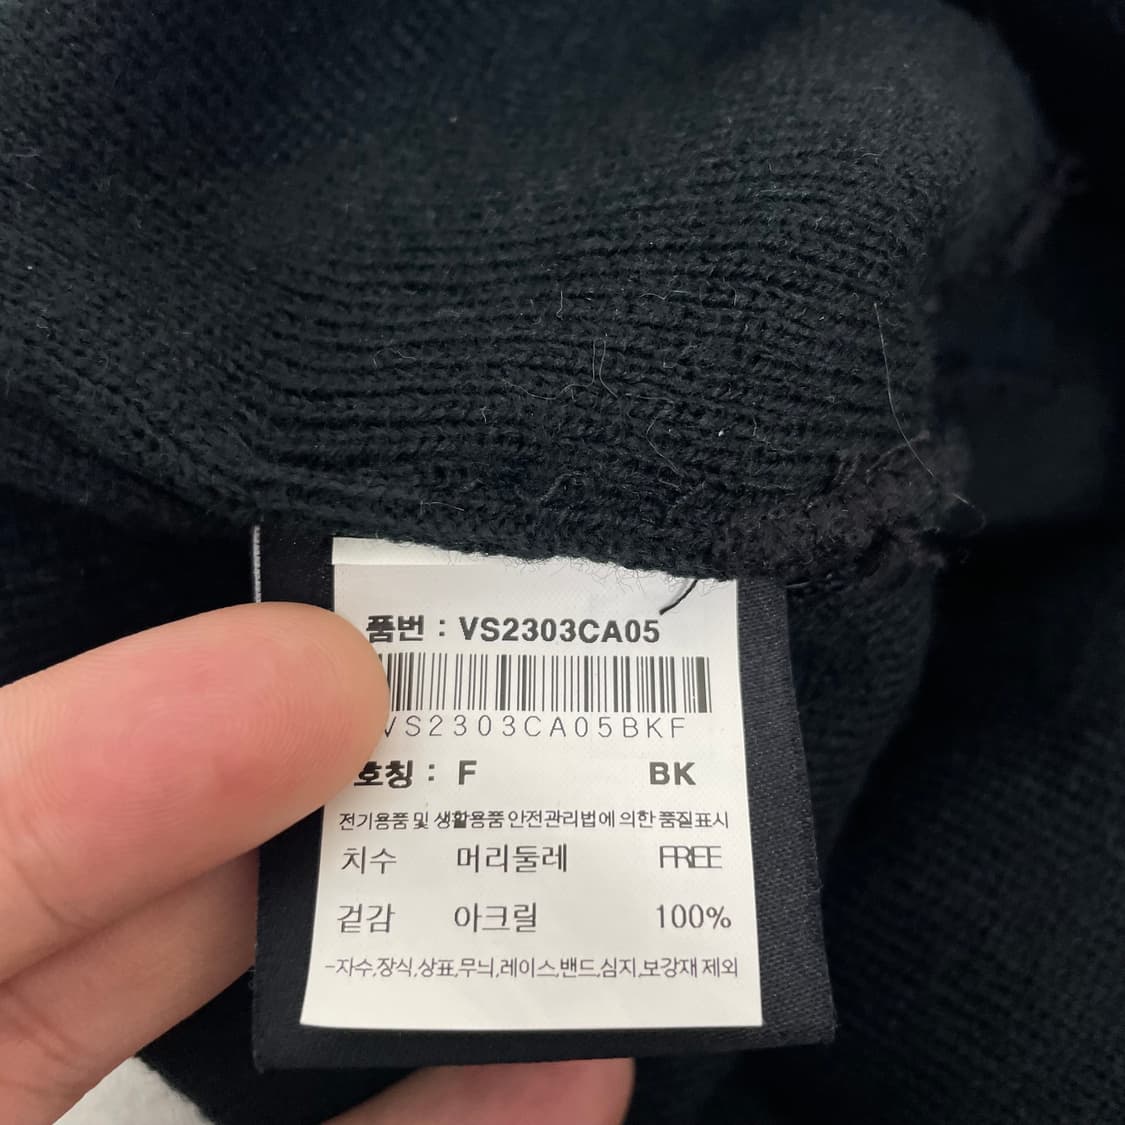 품번 : VS2303CA05
VS2303CA05BKF
호칭 : F BK
전기용품 및 생활용품 안전관리법에 의한 품질표시
치수 머리둘레 FREE
겉감 아크릴 100%
-자수,장식,상표,무늬,레이스,밴드,심지,보강재 제외